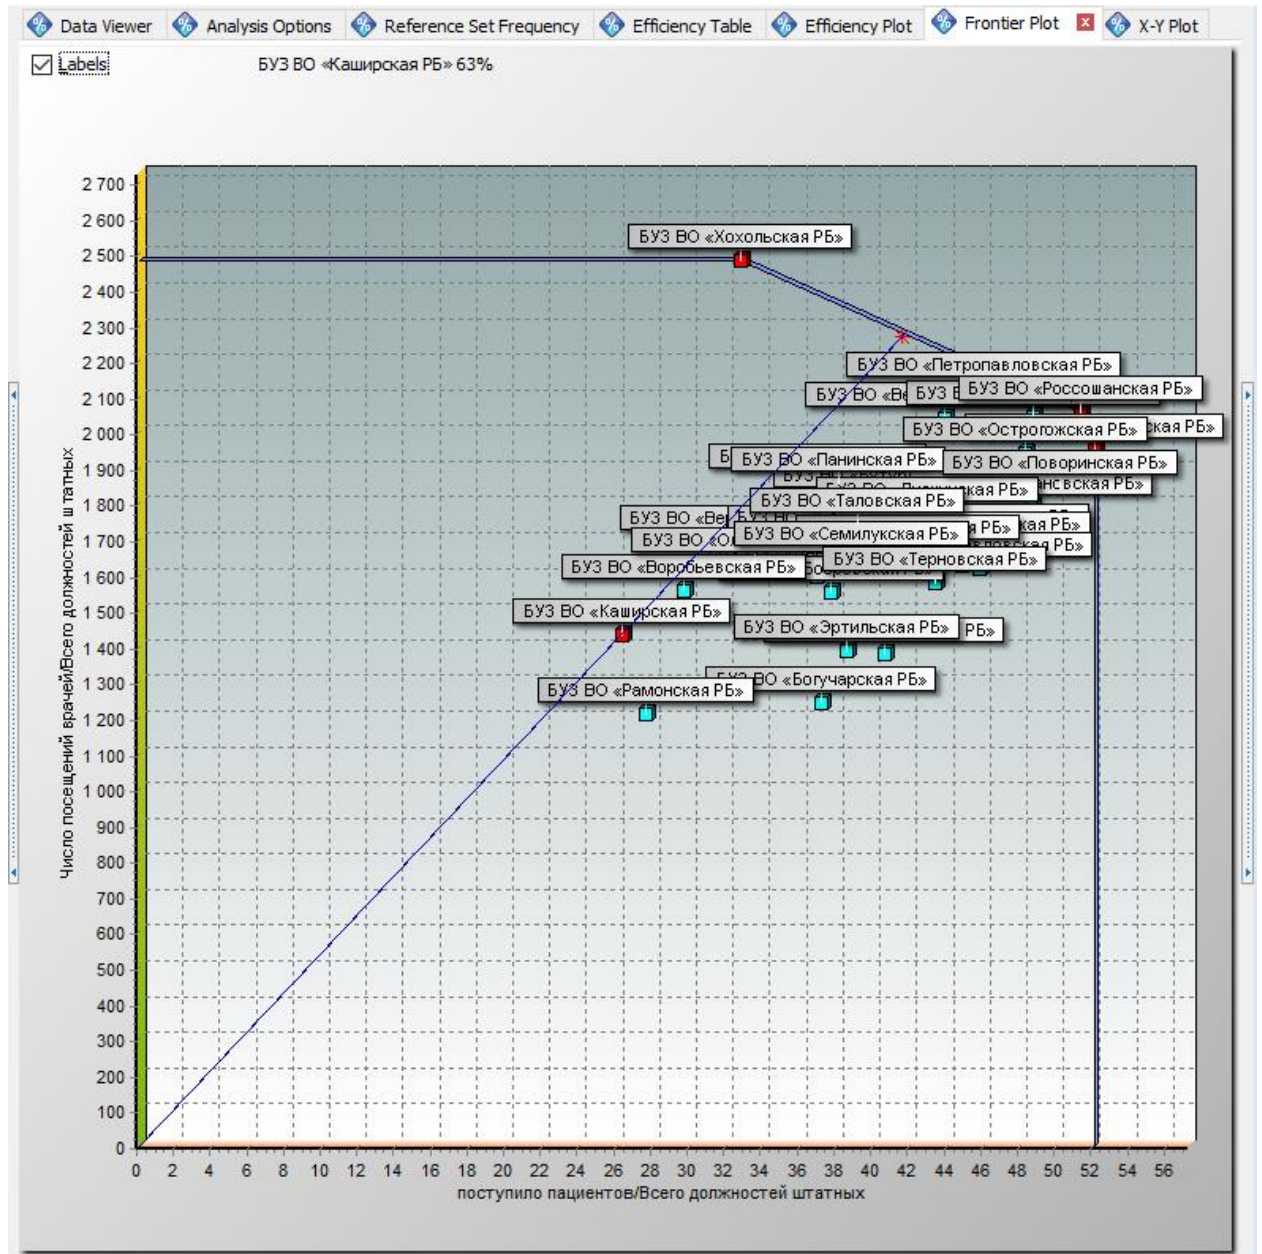 Data Viewer
Analysis Options
Reference Set Frequency
Efficiency Table
Efficiency Plot
Frontier Plot
X-Y Plot
Labels
БУЗ ВО «Каширская РБ» 63%
2 700
2 600
2 500
2 400
2 300
2 200
2 100
2 000
1 900
1 800
1 700
1 600
1 500
1 400
1 300
1 200
1 100
1 000
900
800
700
600
500
400
300
200
100
0
Число посещений врачей/Всего должностей штатных
БУЗ ВО «Хохольская РБ»
БУЗ ВО «Петропавловская РБ»
БУЗ ВО «Россошанская РБ»
БУЗ ВО «Острогожская РБ»
БУЗ ВО «Панинская РБ»
БУЗ ВО «Поворинская РБ»
БУЗ ВО «Таловская РБ»
БУЗ ВО «Семилукская РБ»
БУЗ ВО «Терновская РБ»
БУЗ ВО «Воробьевская РБ»
БУЗ ВО «Каширская РБ»
БУЗ ВО «Эртильская РБ»
РБ»
БУЗ ВО «Богучарская РБ»
БУЗ ВО «Рамонская РБ»
0 2 4 6 8 10 12 14 16 18 20 22 24 26 28 30 32 34 36 38 40 42 44 46 48 50 52 54 56
поступило пациентов/Всего должностей штатных